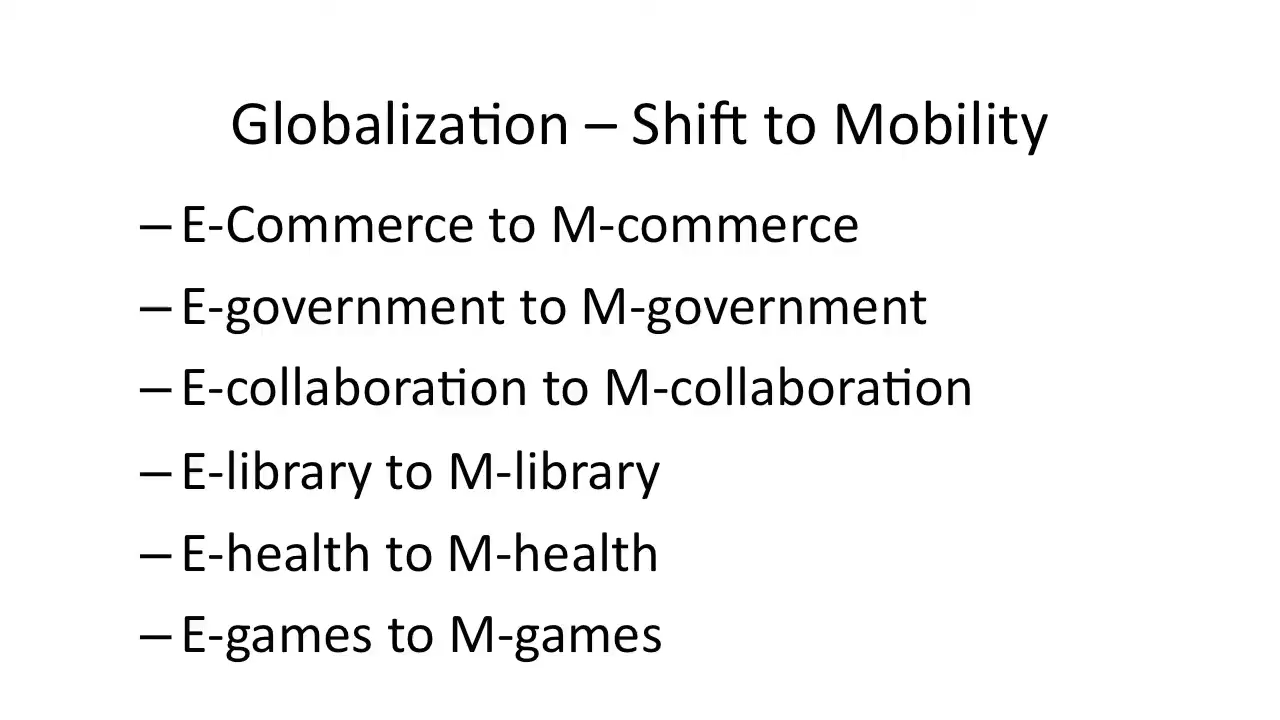 Globalization – Shift to Mobility
– E-Commerce to M-commerce
– E-government to M-government
– E-collaboration to M-collaboration
– E-library to M-library
– E-health to M-health
– E-games to M-games